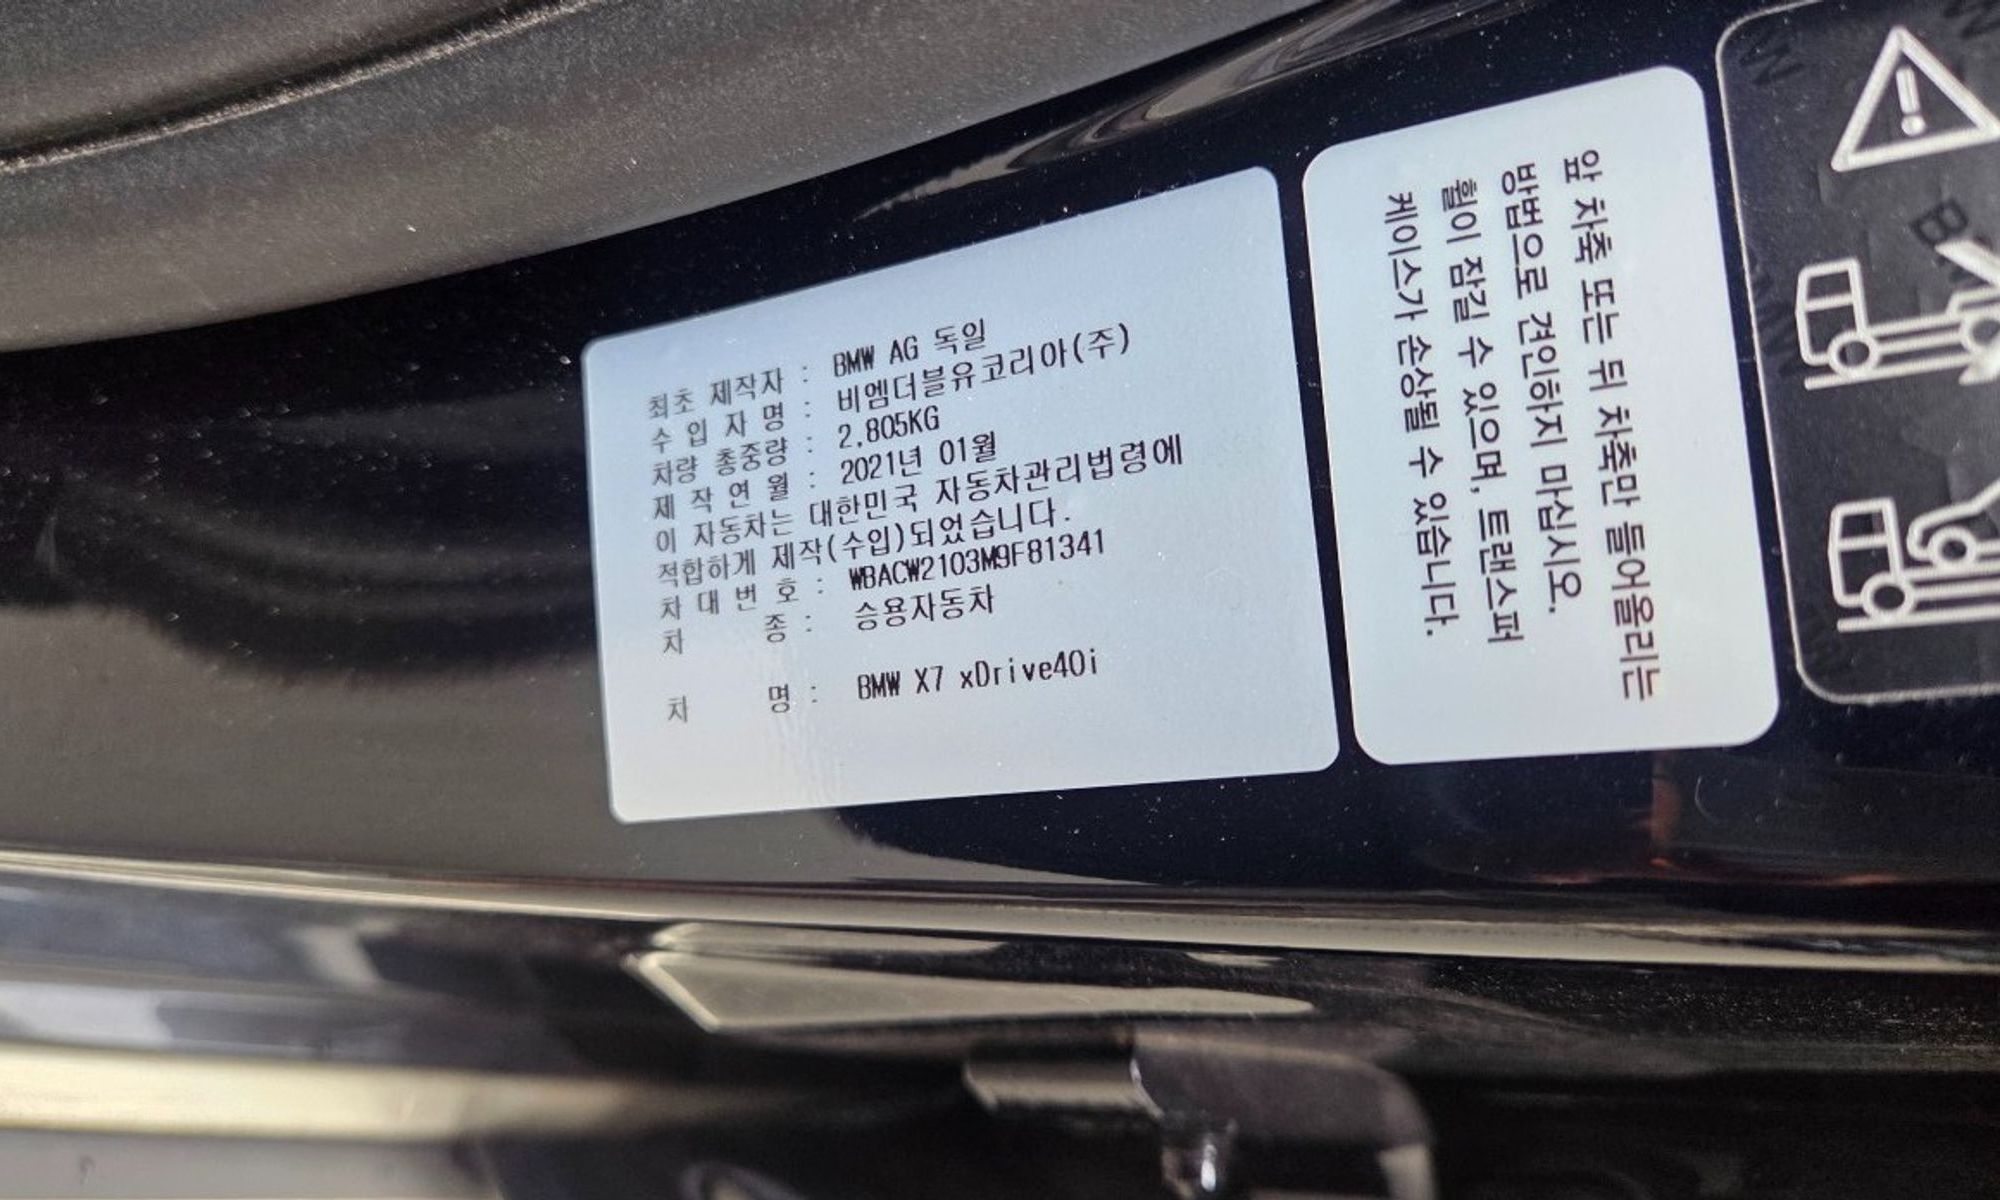 최초 제작자 : BMW AG 독일
수 입 자 명 : 비엠더블유코리아(주)
차량 총중량 : 2,805KG
제 작 연 월 : 2021년 01월
이 자동차는 대한민국 자동차관리법령에
적합하게 제작(수입)되었습니다.
차 대 번 호 : WBACW2103M9F81341
차 종 : 승용자동차
차 명 : BMW X7 xDrive40i
앞 차축 또는 뒤 차축만 들어올리는
방법으로 견인하지 마십시오.
휠이 잠길 수 있으며, 트랜스퍼
케이스가 손상될 수 있습니다.